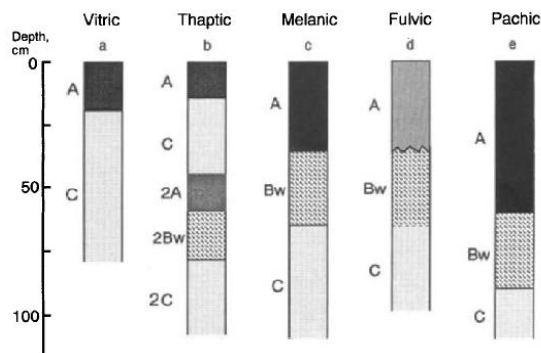 Depth, cm
Vitric Thaptic Melanic Fulvic Pachic
a b c d e
0
50
100
A
C
A
C
2A
2Bw
2C
A
Bw
C
A
Bw
C
A
Bw
C